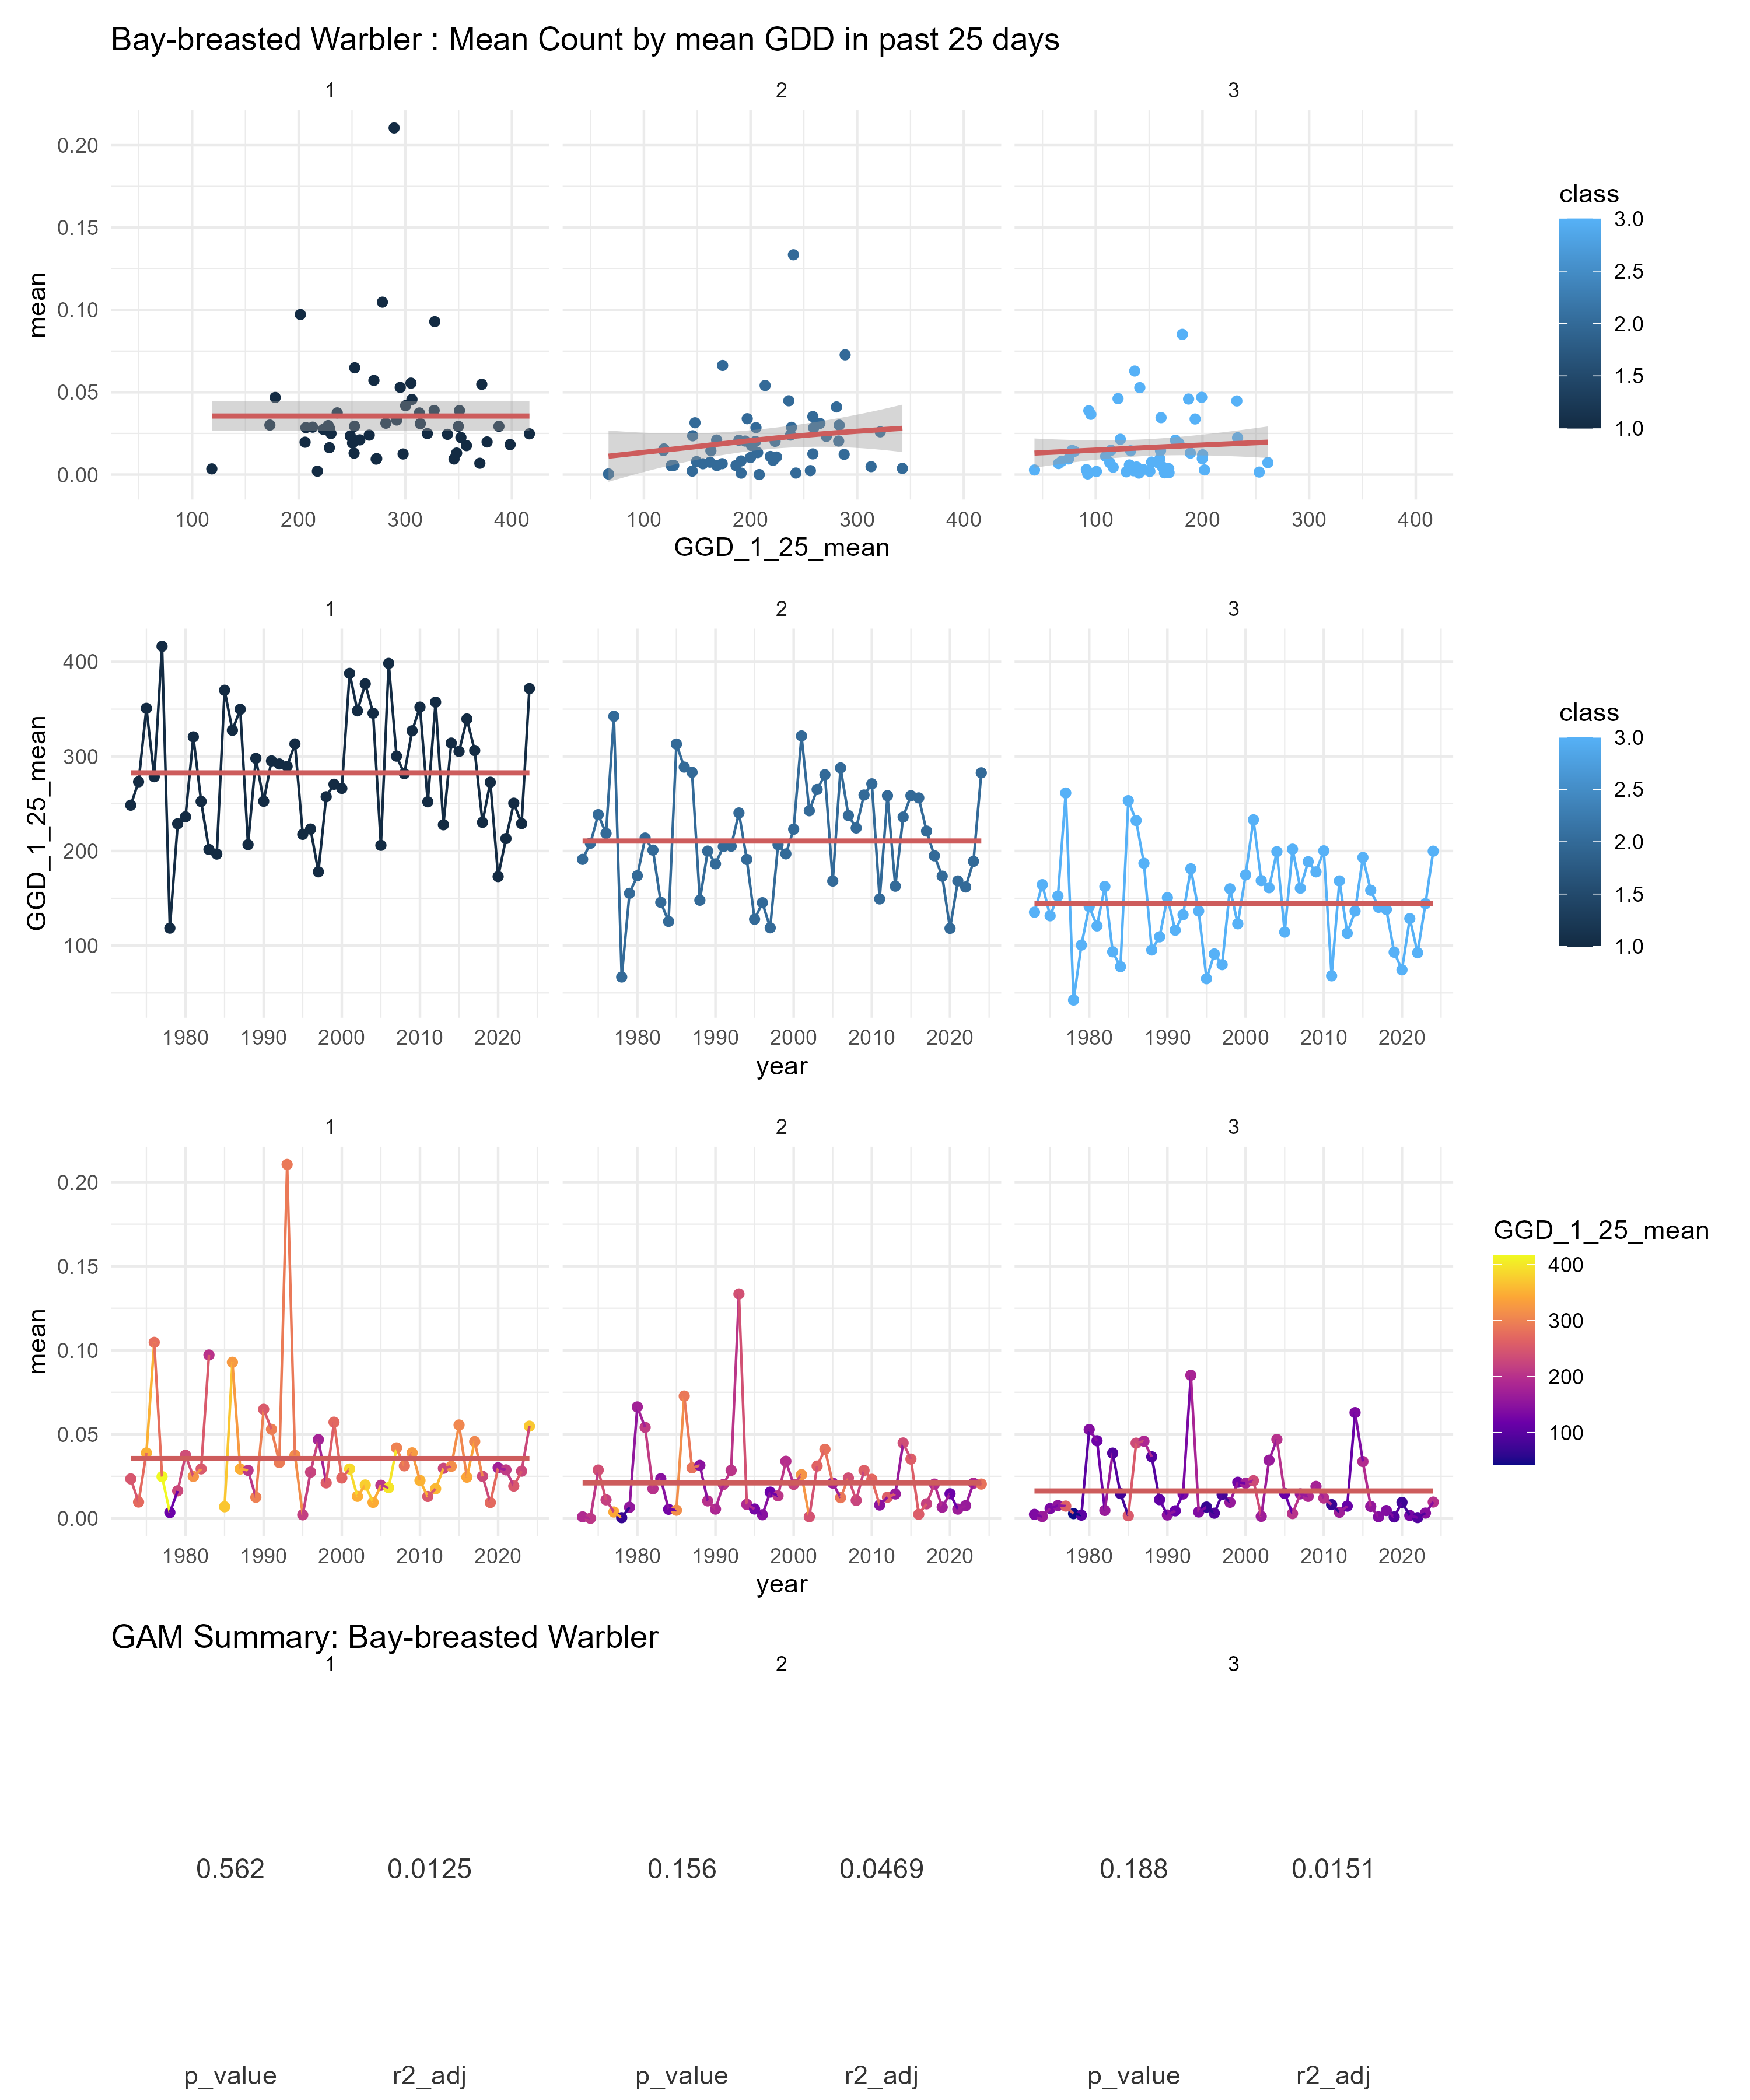 Bay-breasted Warbler : Mean Count by mean GDD in past 25 days
1 2 3
0.20
0.15
0.10
0.05
0.00
mean
100 200 300 400 100 200 300 400 100 200 300 400
GGD_1_25_mean
class
3.0
2.5
2.0
1.5
1.0
1 2 3
400
300
200
100
GGD_1_25_mean
1980 1990 2000 2010 2020 1980 1990 2000 2010 2020 1980 1990 2000 2010 2020
year
class
3.0
2.5
2.0
1.5
1.0
1 2 3
0.20
0.15
0.10
0.05
0.00
mean
1980 1990 2000 2010 2020 1980 1990 2000 2010 2020 1980 1990 2000 2010 2020
year
GGD_1_25_mean
400
300
200
100
GAM Summary: Bay-breasted Warbler
1 2 3
0.562 0.0125 0.156 0.0469 0.188 0.0151
p_value r2_adj p_value r2_adj p_value r2_adj